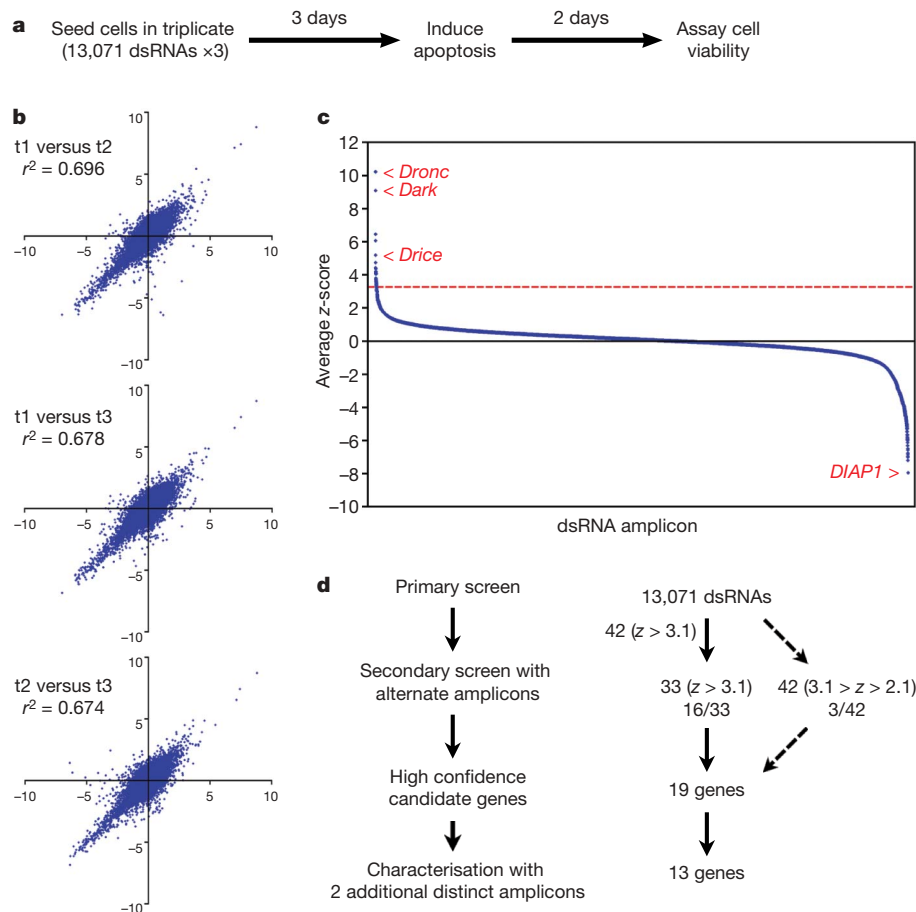 a
Seed cells in triplicate
(13,071 dsRNAs ×3)
3 days
Induce
apoptosis
2 days
Assay cell
viability
b
t1 versus t2
r² = 0.696
10
5
−10
−5
5
10
−5
−10
t1 versus t3
r² = 0.678
10
5
−10
−5
5
10
−5
−10
t2 versus t3
r² = 0.674
10
5
−10
−5
5
10
−5
−10
c
Average z-score
12
10
8
6
4
2
0
−2
−4
−6
−8
−10
< Dronc
< Dark
< Drice
DIAP1 >
dsRNA amplicon
d
Primary screen
Secondary screen with
alternate amplicons
High confidence
candidate genes
Characterisation with
2 additional distinct amplicons
13,071 dsRNAs
42 (z > 3.1)
33 (z > 3.1)
16/33
42 (3.1 > z > 2.1)
3/42
19 genes
13 genes